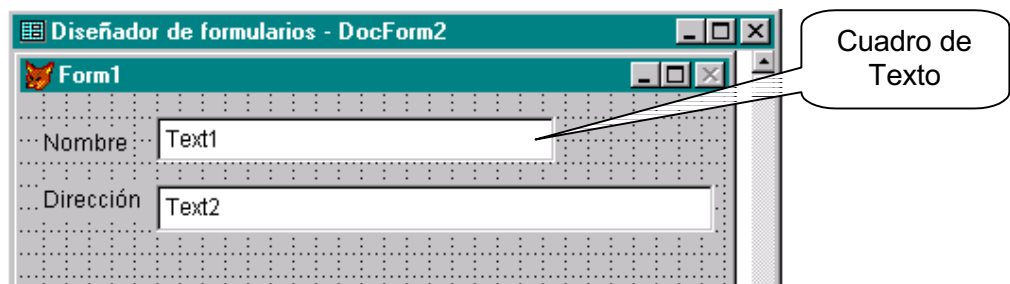 Diseñador de formularios - DocForm2
Form1
Cuadro de
Texto
Nombre Text1
Dirección Text2